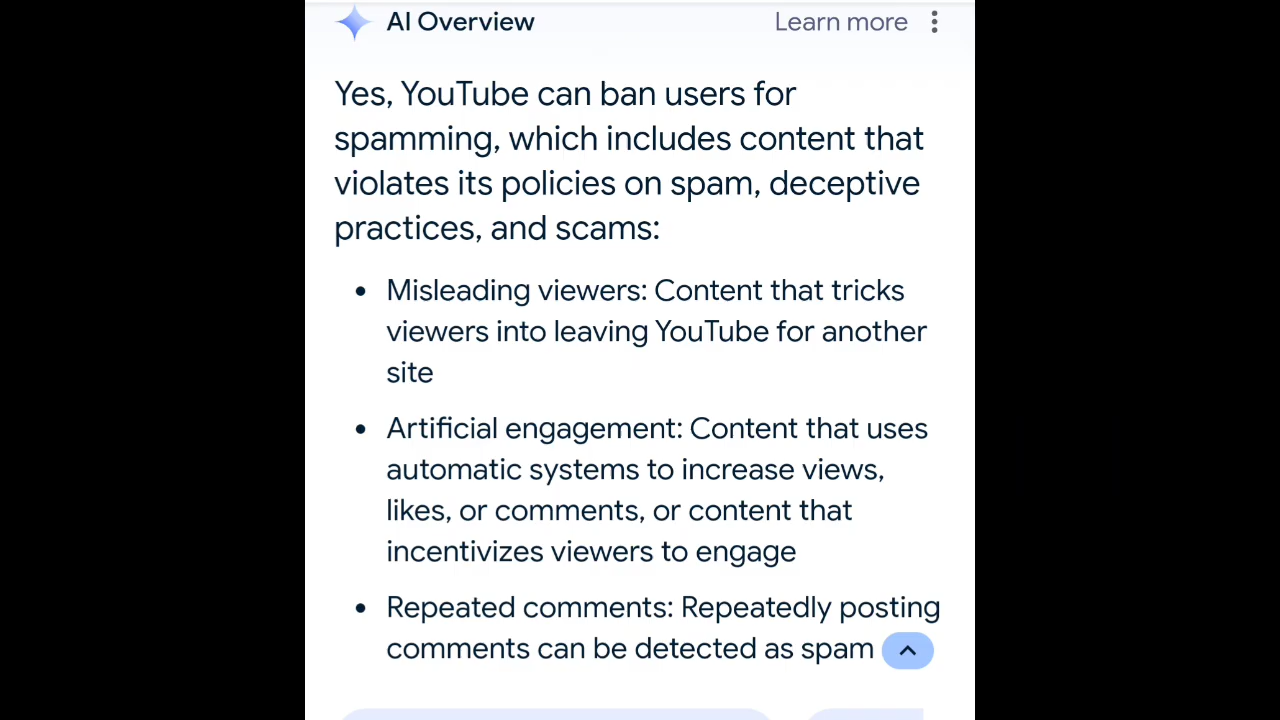 AI Overview Learn more
Yes, YouTube can ban users for
spamming, which includes content that
violates its policies on spam, deceptive
practices, and scams:
• Misleading viewers: Content that tricks
viewers into leaving YouTube for another
site
• Artificial engagement: Content that uses
automatic systems to increase views,
likes, or comments, or content that
incentivizes viewers to engage
• Repeated comments: Repeatedly posting
comments can be detected as spam